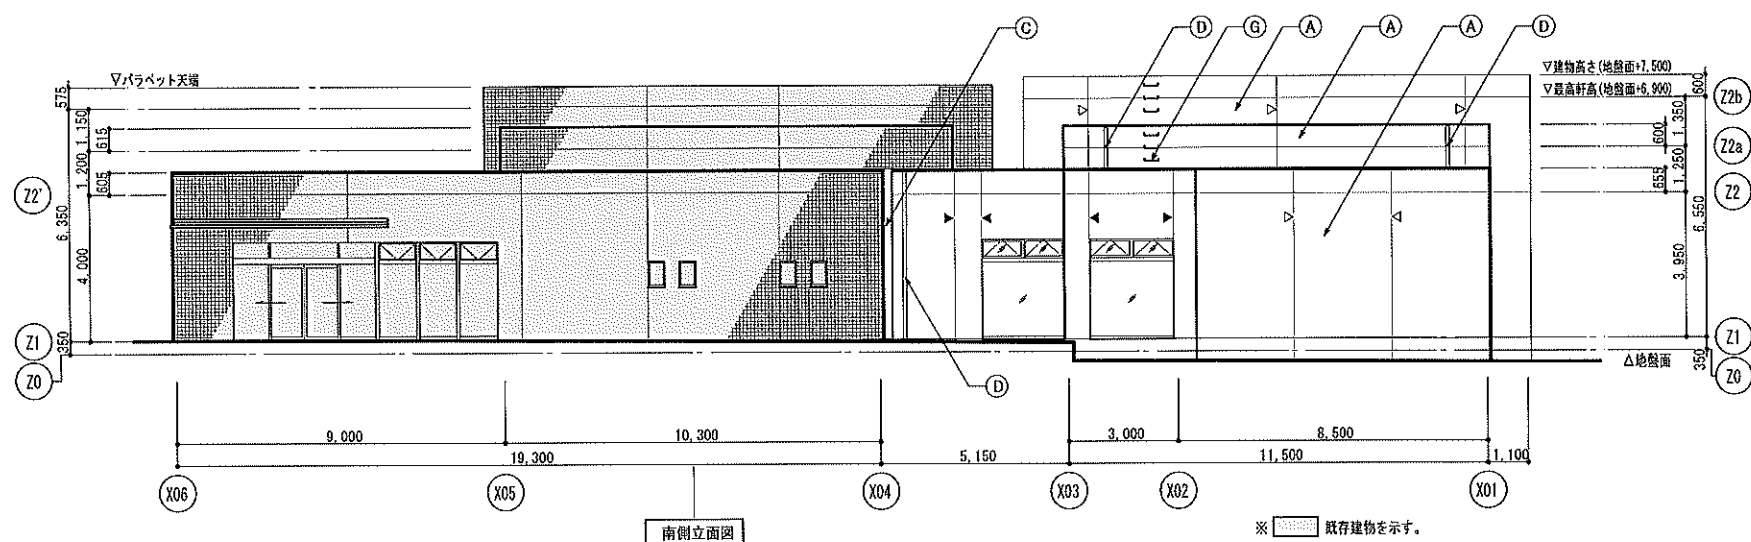 C
D G A A A D
▽パラペット天端
▽建物高さ(地盤面+7,500)
▽最高軒高(地盤面+6,900)
575
1,150
615
1,200
605
6,350
4,000
350
Z2'
Z1
Z0
600
1,350
600
1,250
655
6,550
3,950
350
Z2b
Z2a
Z2
Z1
Z0
△地盤面
D
9,000 10,300 3,000 8,500
19,300 5,150 11,500 1,100
X06 X05 X04 X03 X02 X01
南側立面図
※ 既存建物を示す。